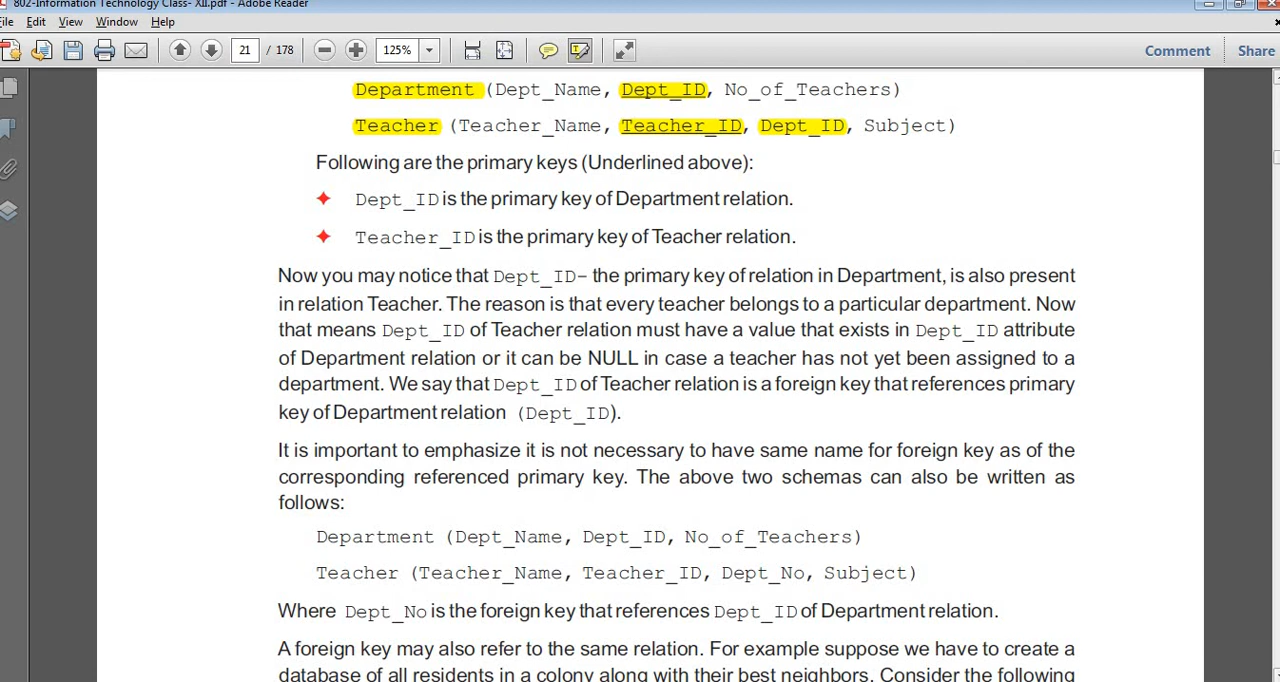 802-Information Technology Class- XII.pdf - Adobe Reader
File Edit View Window Help
21 / 178 125% Comment Share
Department (Dept_Name, Dept_ID, No_of_Teachers)
Teacher (Teacher_Name, Teacher_ID, Dept_ID, Subject)
Following are the primary keys (Underlined above):
Dept_ID is the primary key of Department relation.
Teacher_ID is the primary key of Teacher relation.
Now you may notice that Dept_ID– the primary key of relation in Department, is also present
in relation Teacher. The reason is that every teacher belongs to a particular department. Now
that means Dept_ID of Teacher relation must have a value that exists in Dept_ID attribute
of Department relation or it can be NULL in case a teacher has not yet been assigned to a
department. We say that Dept_ID of Teacher relation is a foreign key that references primary
key of Department relation (Dept_ID).
It is important to emphasize it is not necessary to have same name for foreign key as of the
corresponding referenced primary key. The above two schemas can also be written as
follows:
Department (Dept_Name, Dept_ID, No_of_Teachers)
Teacher (Teacher_Name, Teacher_ID, Dept_No, Subject)
Where Dept_No is the foreign key that references Dept_ID of Department relation.
A foreign key may also refer to the same relation. For example suppose we have to create a
database of all residents in a colony along with their best neighbors. Consider the following